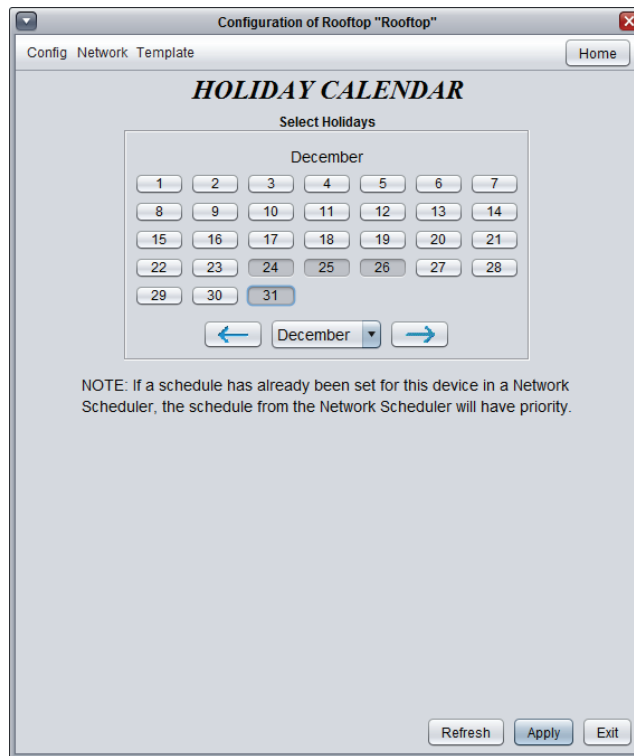 Configuration of Rooftop "Rooftop"
Config Network Template Home
HOLIDAY CALENDAR
Select Holidays
December
1 2 3 4 5 6 7
8 9 10 11 12 13 14
15 16 17 18 19 20 21
22 23 24 25 26 27 28
29 30 31
December
NOTE: If a schedule has already been set for this device in a Network
Scheduler, the schedule from the Network Scheduler will have priority.
Refresh Apply Exit